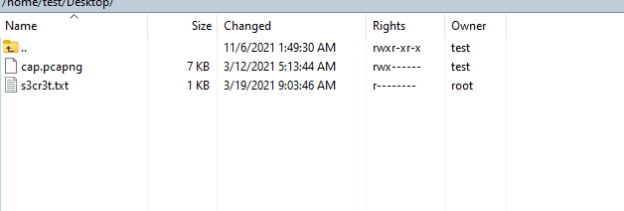 /home/test/Desktop/
Name Size Changed Rights Owner
.. 11/6/2021 1:49:30 AM rwxr-xr-x test
cap.pcapng 7 KB 3/12/2021 5:13:44 AM rwx------ test
s3cr3t.txt 1 KB 3/19/2021 9:03:46 AM r-------- root